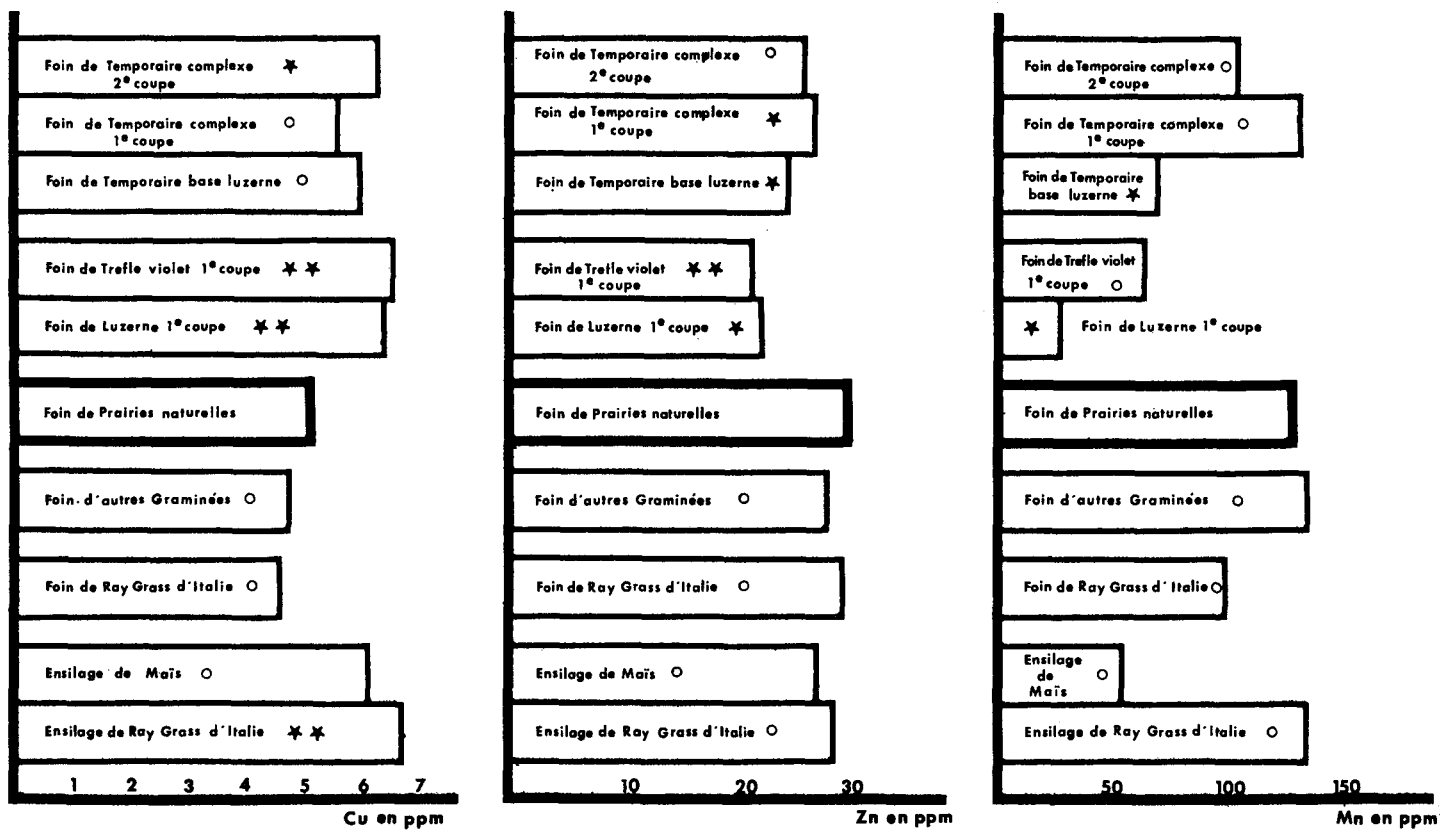 Foin de Temporaire complexe ★
2e coupe
Foin de Temporaire complexe ○
1e coupe
Foin de Temporaire base luzerne ○
Foin de Trefle violet 1e coupe ★ ★
Foin de Luzerne 1e coupe ★ ★
Foin de Prairies naturelles
Foin. d'autres Graminées ○
Foin de Ray Grass d'Italie ○
Ensilage de Maïs ○
Ensilage de Ray Grass d'Italie ★ ★
1 2 3 4 5 6 7
Cu en ppm
Foin de Temporaire complexe ○
2e coupe
Foin de Temporaire complexe ★
1e coupe
Foin de Temporaire base luzerne ★
Foin de Trefle violet ★ ★
1e coupe
Foin de Luzerne 1e coupe ★
Foin de Prairies naturelles
Foin d'autres Graminées ○
Foin de Ray Grass d'Italie ○
Ensilage de Maïs ○
Ensilage de Ray Grass d'Italie ○
10 20 30
Zn en ppm
Foin de Temporaire complexe ○
2e coupe
Foin de Temporaire complexe ○
1e coupe
Foin de Temporaire
base luzerne ★
Foin de Trefle violet
1e coupe ○
★ Foin de Luzerne 1e coupe
Foin de Prairies naturelles
Foin d'autres Graminées ○
Foin de Ray Grass d'Italie ○
Ensilage
de ○
Maïs
Ensilage de Ray Grass d'Italie ○
50 100 150
Mn en ppm